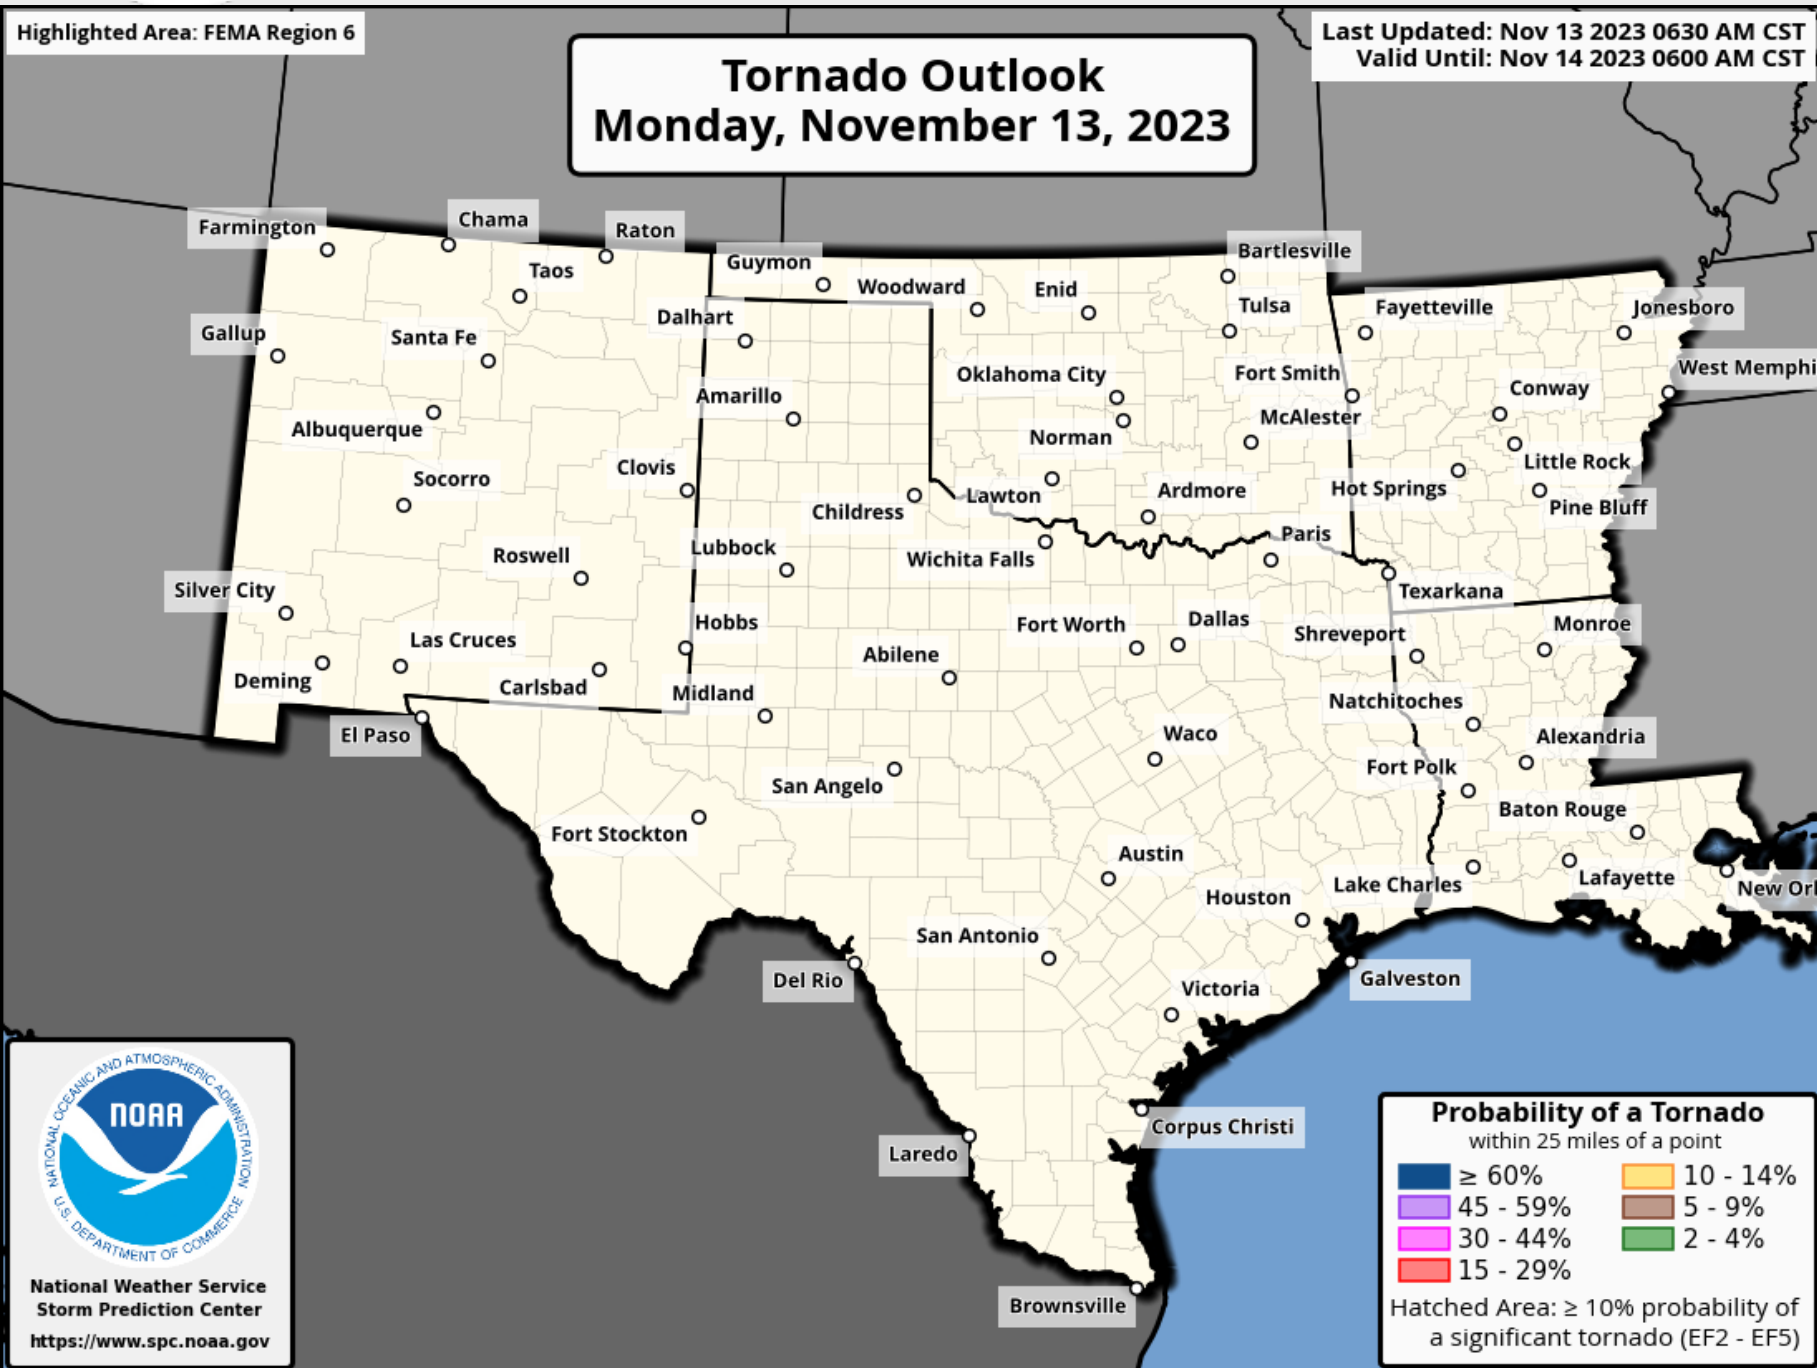 Highlighted Area: FEMA Region 6
Last Updated: Nov 13 2023 0630 AM CST
Valid Until: Nov 14 2023 0600 AM CST
Tornado Outlook
Monday, November 13, 2023
Farmington
Chama
Raton
Taos
Guymon
Woodward
Enid
Bartlesville
Tulsa
Fayetteville
Jonesboro
Gallup
Santa Fe
Dalhart
Oklahoma City
Fort Smith
Conway
West Memphi
Albuquerque
Amarillo
Norman
McAlester
Little Rock
Socorro
Clovis
Childress
Lawton
Ardmore
Hot Springs
Pine Bluff
Roswell
Lubbock
Wichita Falls
Paris
Silver City
Texarkana
Las Cruces
Hobbs
Fort Worth
Dallas
Shreveport
Monroe
Deming
Carlsbad
Midland
Abilene
Natchitoches
El Paso
Waco
Alexandria
San Angelo
Fort Polk
Fort Stockton
Baton Rouge
Austin
Houston
Lake Charles
Lafayette
New Orl
San Antonio
Del Rio
Victoria
Galveston
Corpus Christi
Laredo
Brownsville
NATIONAL OCEANIC AND ATMOSPHERIC ADMINISTRATION
NOAA
U.S. DEPARTMENT OF COMMERCE
National Weather Service
Storm Prediction Center
https://www.spc.noaa.gov
Probability of a Tornado
within 25 miles of a point
≥ 60%
10 - 14%
45 - 59%
5 - 9%
30 - 44%
2 - 4%
15 - 29%
Hatched Area: ≥ 10% probability of
a significant tornado (EF2 - EF5)